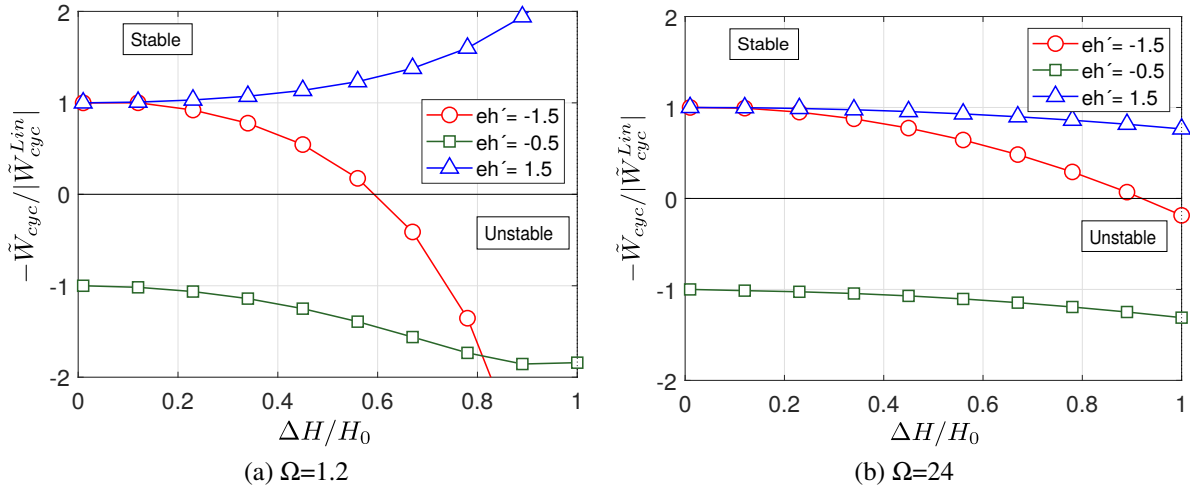 2
1
0
-1
-2
-W̃cyc/|W̃cyc^Lin|
Stable
eh´= -1.5
eh´= -0.5
eh´= 1.5
Unstable
0 0.2 0.4 0.6 0.8 1
ΔH/H0
(a) Ω=1.2
2
1
0
-1
-2
-W̃cyc/|W̃cyc^Lin|
Stable
eh´= -1.5
eh´= -0.5
eh´= 1.5
Unstable
0 0.2 0.4 0.6 0.8 1
ΔH/H0
(b) Ω=24